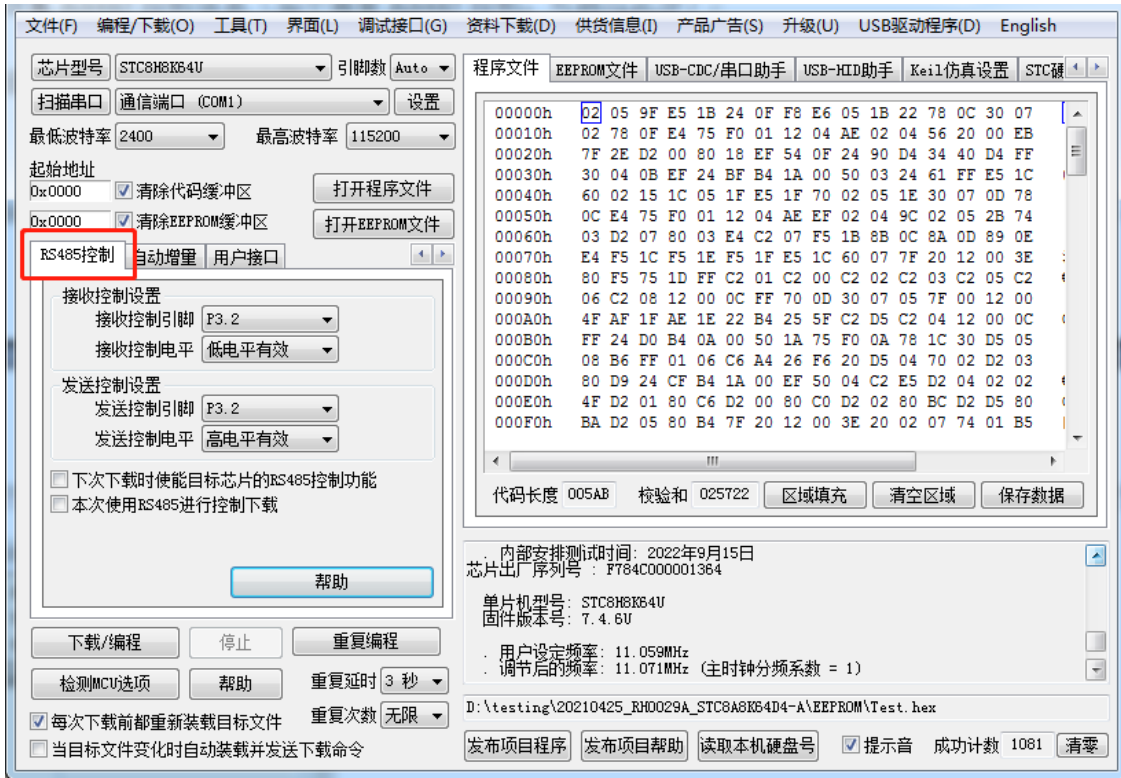 文件(F) 编程/下载(O) 工具(T) 界面(L) 调试接口(G) 资料下载(D) 供货信息(I) 产品广告(S) 升级(U) USB驱动程序(D) English
芯片型号 STC8H8K64U 引脚数 Auto
扫描串口 通信端口 (COM1) 设置
最低波特率 2400 最高波特率 115200
起始地址
0x0000 清除代码缓冲区 打开程序文件
0x0000 清除EEPROM缓冲区 打开EEPROM文件
RS485控制 自动增量 用户接口
接收控制设置
接收控制引脚 P3.2
接收控制电平 低电平有效
发送控制设置
发送控制引脚 P3.2
发送控制电平 高电平有效
下次下载时使能目标芯片的RS485控制功能
本次使用RS485进行控制下载
帮助
下载/编程 停止 重复编程
检测MCU选项 帮助 重复延时 3 秒
每次下载前都重新装载目标文件 重复次数 无限
当目标文件变化时自动装载并发送下载命令
程序文件 EEPROM文件 USB-CDC/串口助手 USB-HID助手 Keil仿真设置 STC硬
00000h 02 05 9F E5 1B 24 0F F8 E6 05 1B 22 78 0C 30 07
00010h 02 78 0F E4 75 F0 01 12 04 AE 02 04 56 20 00 EB
00020h 7F 2E D2 00 80 18 EF 54 0F 24 90 D4 34 40 D4 FF
00030h 30 04 0B EF 24 BF B4 1A 00 50 03 24 61 FF E5 1C
00040h 60 02 15 1C 05 1F E5 1F 70 02 05 1E 30 07 0D 78
00050h 0C E4 75 F0 01 12 04 AE EF 02 04 9C 02 05 2B 74
00060h 03 D2 07 80 03 E4 C2 07 F5 1B 8B 0C 8A 0D 89 0E
00070h E4 F5 1C F5 1E F5 1F E5 1C 60 07 7F 20 12 00 3E
00080h 80 F5 75 1D FF C2 01 C2 00 C2 02 C2 03 C2 05 C2
00090h 06 C2 08 12 00 0C FF 70 0D 30 07 05 7F 00 12 00
000A0h 4F AF 1F AE 1E 22 B4 25 5F C2 D5 C2 04 12 00 0C
000B0h FF 24 D0 B4 0A 00 50 1A 75 F0 0A 78 1C 30 D5 05
000C0h 08 B6 FF 01 06 C6 A4 26 F6 20 D5 04 70 02 D2 03
000D0h 80 D9 24 CF B4 1A 00 EF 50 04 C2 E5 D2 04 02 02
000E0h 4F D2 01 80 C6 D2 00 80 C0 D2 02 80 BC D2 D5 80
000F0h BA D2 05 80 B4 7F 20 12 00 3E 20 02 07 74 01 B5
代码长度 005AB 校验和 025722 区域填充 清空区域 保存数据
. 内部安排测试时间: 2022年9月15日
芯片出厂序列号 : F784C000001364
单片机型号: STC8H8K64U
固件版本号: 7.4.6U
. 用户设定频率: 11.059MHz
. 调节后的频率: 11.071MHz (主时钟分频系数 = 1)
D:\testing\20210425_RH0029A_STC8A8K64D4-A\EEPROM\Test.hex
发布项目程序 发布项目帮助 读取本机硬盘号 提示音 成功计数 1081 清零